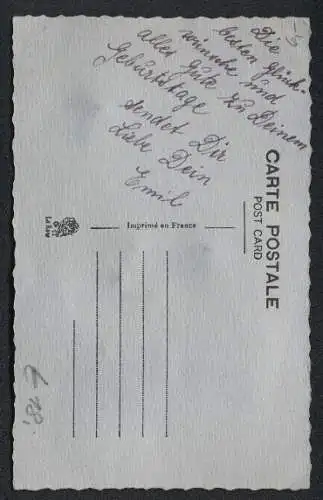 Die
besten Glück-
wünsche und
alles Gute zu Deinem
Geburtstage
sendet Dir
Liebe Dein
Emil
CARTE POSTALE
POST CARD
Imprimé en France